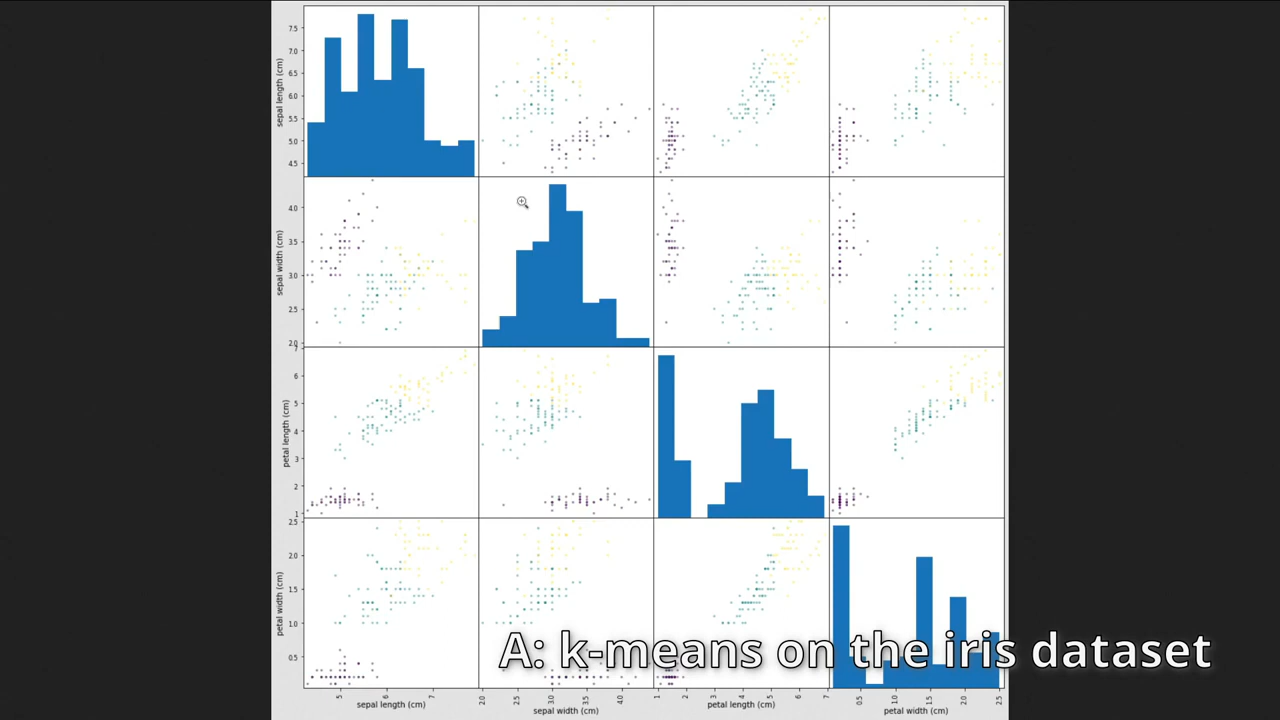 sepal length (cm)
7.5
7.0
6.5
6.0
5.5
5.0
4.5
sepal width (cm)
4.0
3.5
3.0
2.5
2.0
petal length (cm)
7
6
5
4
3
2
1
petal width (cm)
2.5
2.0
1.5
1.0
0.5
A: k-means on the iris dataset
5 6 7
2.0 2.5 3.0 3.5 4.0
1 2 3 4 5 6 7
0.5 1.0 1.5 2.0 2.5
sepal length (cm)
sepal width (cm)
petal length (cm)
petal width (cm)